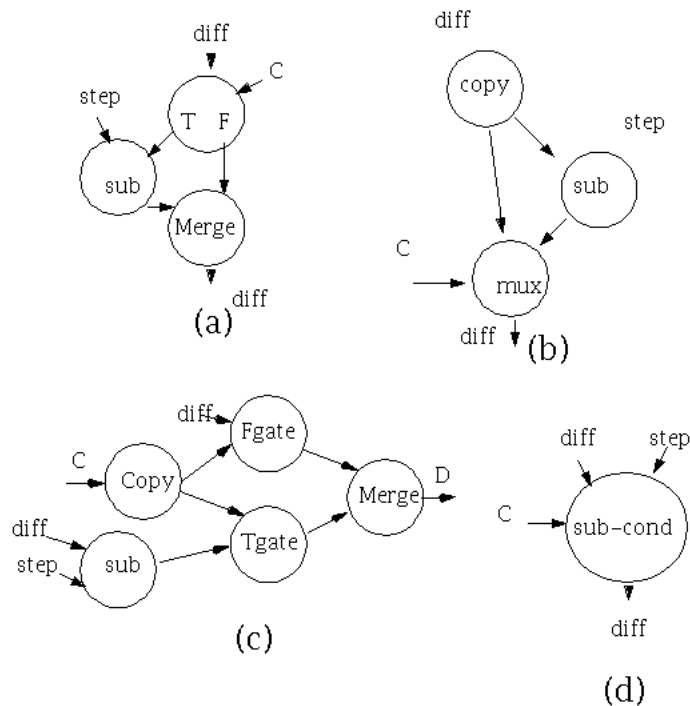 diff
C
step
T F
sub
Merge
diff
(a)
diff
copy
step
sub
C
mux
diff
(b)
diff
Fgate
C
Copy
Merge
D
diff
step
sub
Tgate
(c)
diff
step
C
sub-cond
diff
(d)